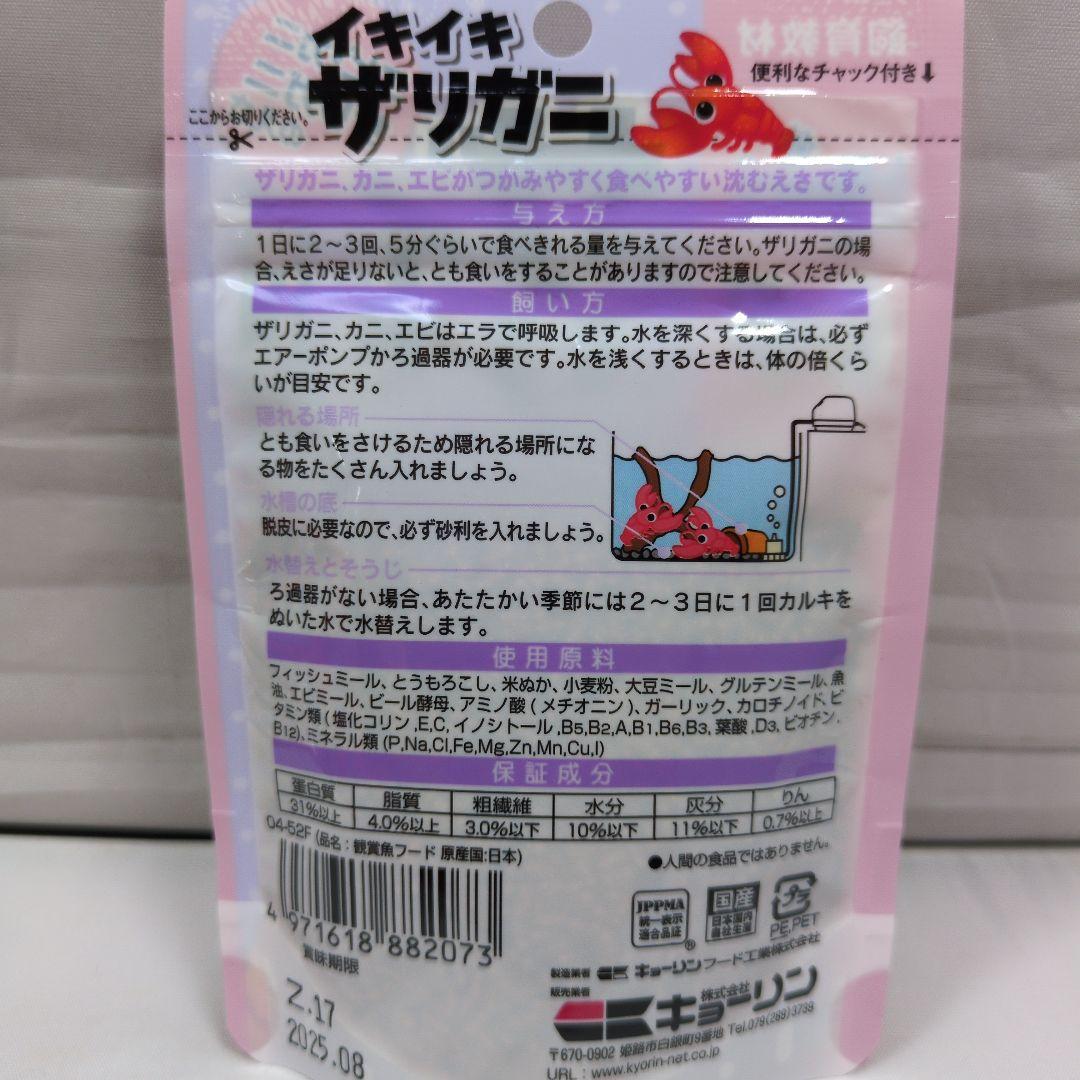 イキイキ
ザリガニ
飼育教材
便利なチャック付き↓
ここからお切りください。
ザリガニ、カニ、エビがつかみやすく食べやすい沈むえさです。
与え方
1日に2〜3回、5分ぐらいで食べきれる量を与えてください。ザリガニの場
合、えさが足りないと、とも食いをすることがありますので注意してください。
飼い方
ザリガニ、カニ、エビはエラで呼吸します。水を深くする場合は、必ず
エアーポンプかろ過器が必要です。水を浅くするときは、体の倍くら
いが目安です。
隠れる場所
とも食いをさけるため隠れる場所にな
る物をたくさん入れましょう。
水槽の底
脱皮に必要なので、必ず砂利を入れましょう。
水替えとそうじ
ろ過器がない場合、あたたかい季節には2〜3日に1回カルキを
ぬいた水で水替えします。
使用原料
フィッシュミール、とうもろこし、米ぬか、小麦粉、大豆ミール、グルテンミール、魚
油、エビミール、ビール酵母、アミノ酸(メチオニン)、ガーリック、カロチノイド、ビ
タミン類(塩化コリン,E,C,イノシトール,B5,B2,A,B1,B6,B3,葉酸,D3,ビオチン,
B12)、ミネラル類(P,Na,Cl,Fe,Mg,Zn,Mn,Cu,I)
保証成分
蛋白質 脂質 粗繊維 水分 灰分 りん
31%以上 4.0%以上 3.0%以下 10%以下 11%以下 0.7%以上
04-52F (品名:観賞魚フード 原産国:日本)
●人間の食品ではありません。
4 971618 882073
JPPMA
統一表示
適合品証
®
国産
日本国内
自社生産
プラ
PE,PET
賞味期限
Z.17
2025.08
製造業者 キョーリンフード工業株式会社
販売業者
株式会社
キョーリン
〒670-0902 姫路市白銀町9番地 Tel.079(289)3739
URL:www.kyorin-net.co.jp